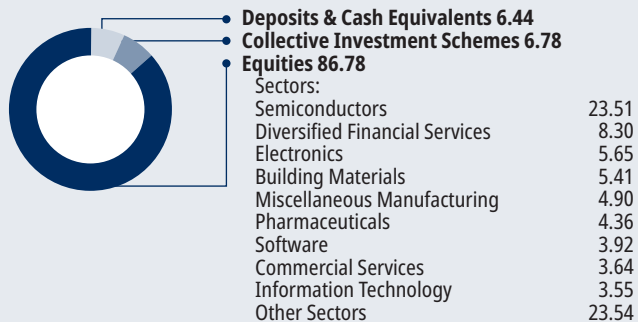 Deposits & Cash Equivalents 6.44
Collective Investment Schemes 6.78
Equities 86.78
Sectors:
Semiconductors 23.51
Diversified Financial Services 8.30
Electronics 5.65
Building Materials 5.41
Miscellaneous Manufacturing 4.90
Pharmaceuticals 4.36
Software 3.92
Commercial Services 3.64
Information Technology 3.55
Other Sectors 23.54